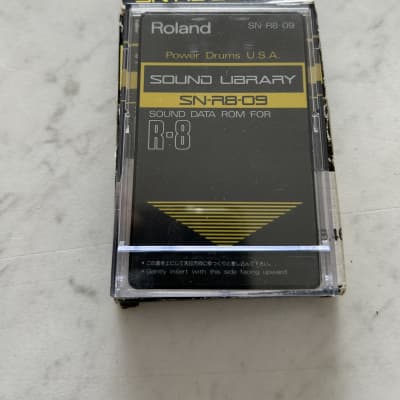 Roland
SN-R8-09
Power Drums U.S.A.
SOUND LIBRARY
SN-R8-09
SOUND DATA ROM FOR
R-8
Gently insert with this side facing upward